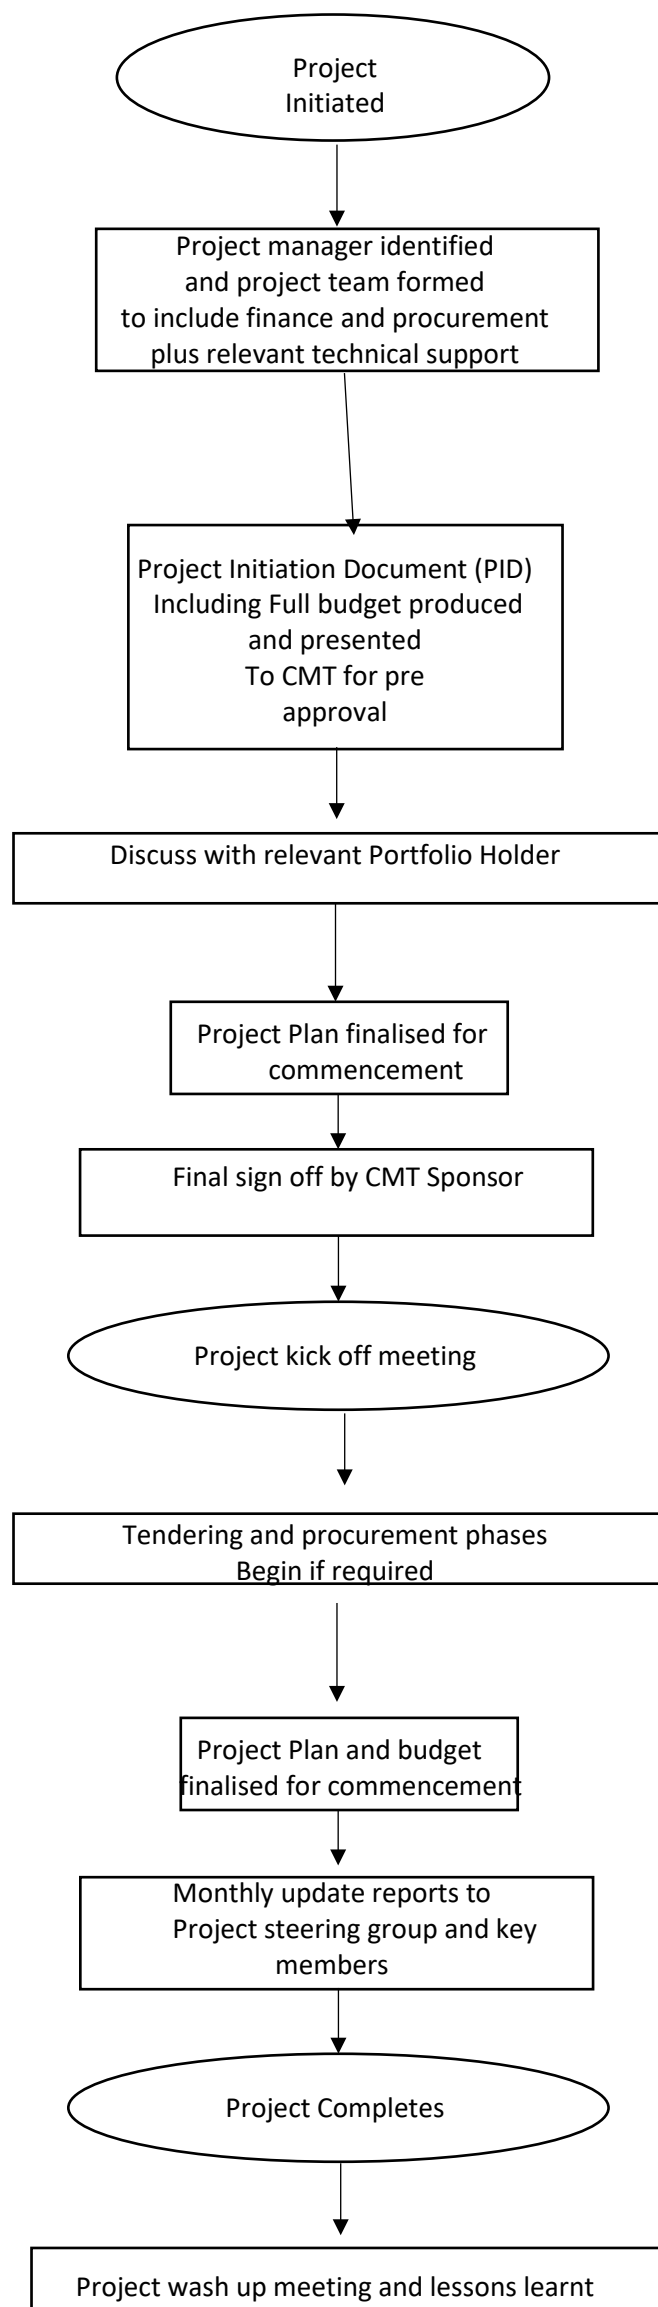 Project
Initiated
Project manager identified
and project team formed
to include finance and procurement
plus relevant technical support
Project Initiation Document (PID)
Including Full budget produced
and presented
To CMT for pre
approval
Discuss with relevant Portfolio Holder
Project Plan finalised for
commencement
Final sign off by CMT Sponsor
Project kick off meeting
Tendering and procurement phases
Begin if required
Project Plan and budget
finalised for commencement
Monthly update reports to
Project steering group and key
members
Project Completes
Project wash up meeting and lessons learnt